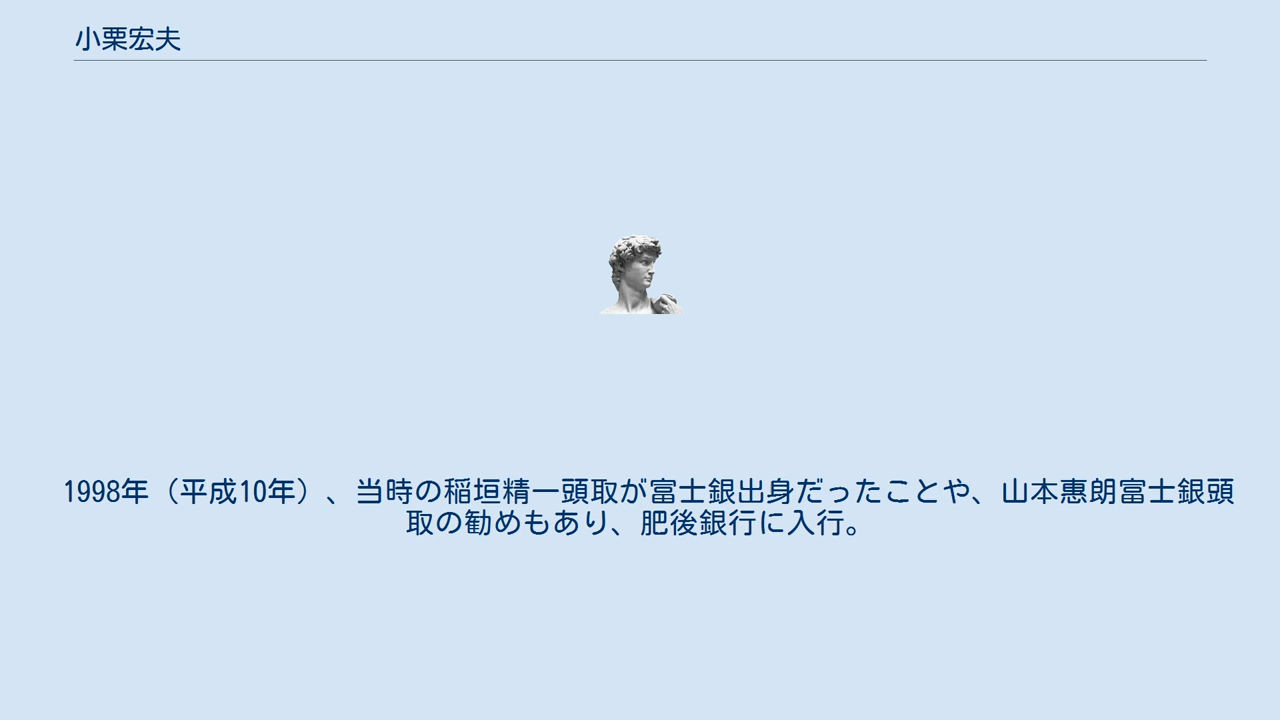 小栗宏夫
1998年（平成10年）、当時の稲垣精一頭取が富士銀出身だったことや、山本惠朗富士銀頭
取の勧めもあり、肥後銀行に入行。